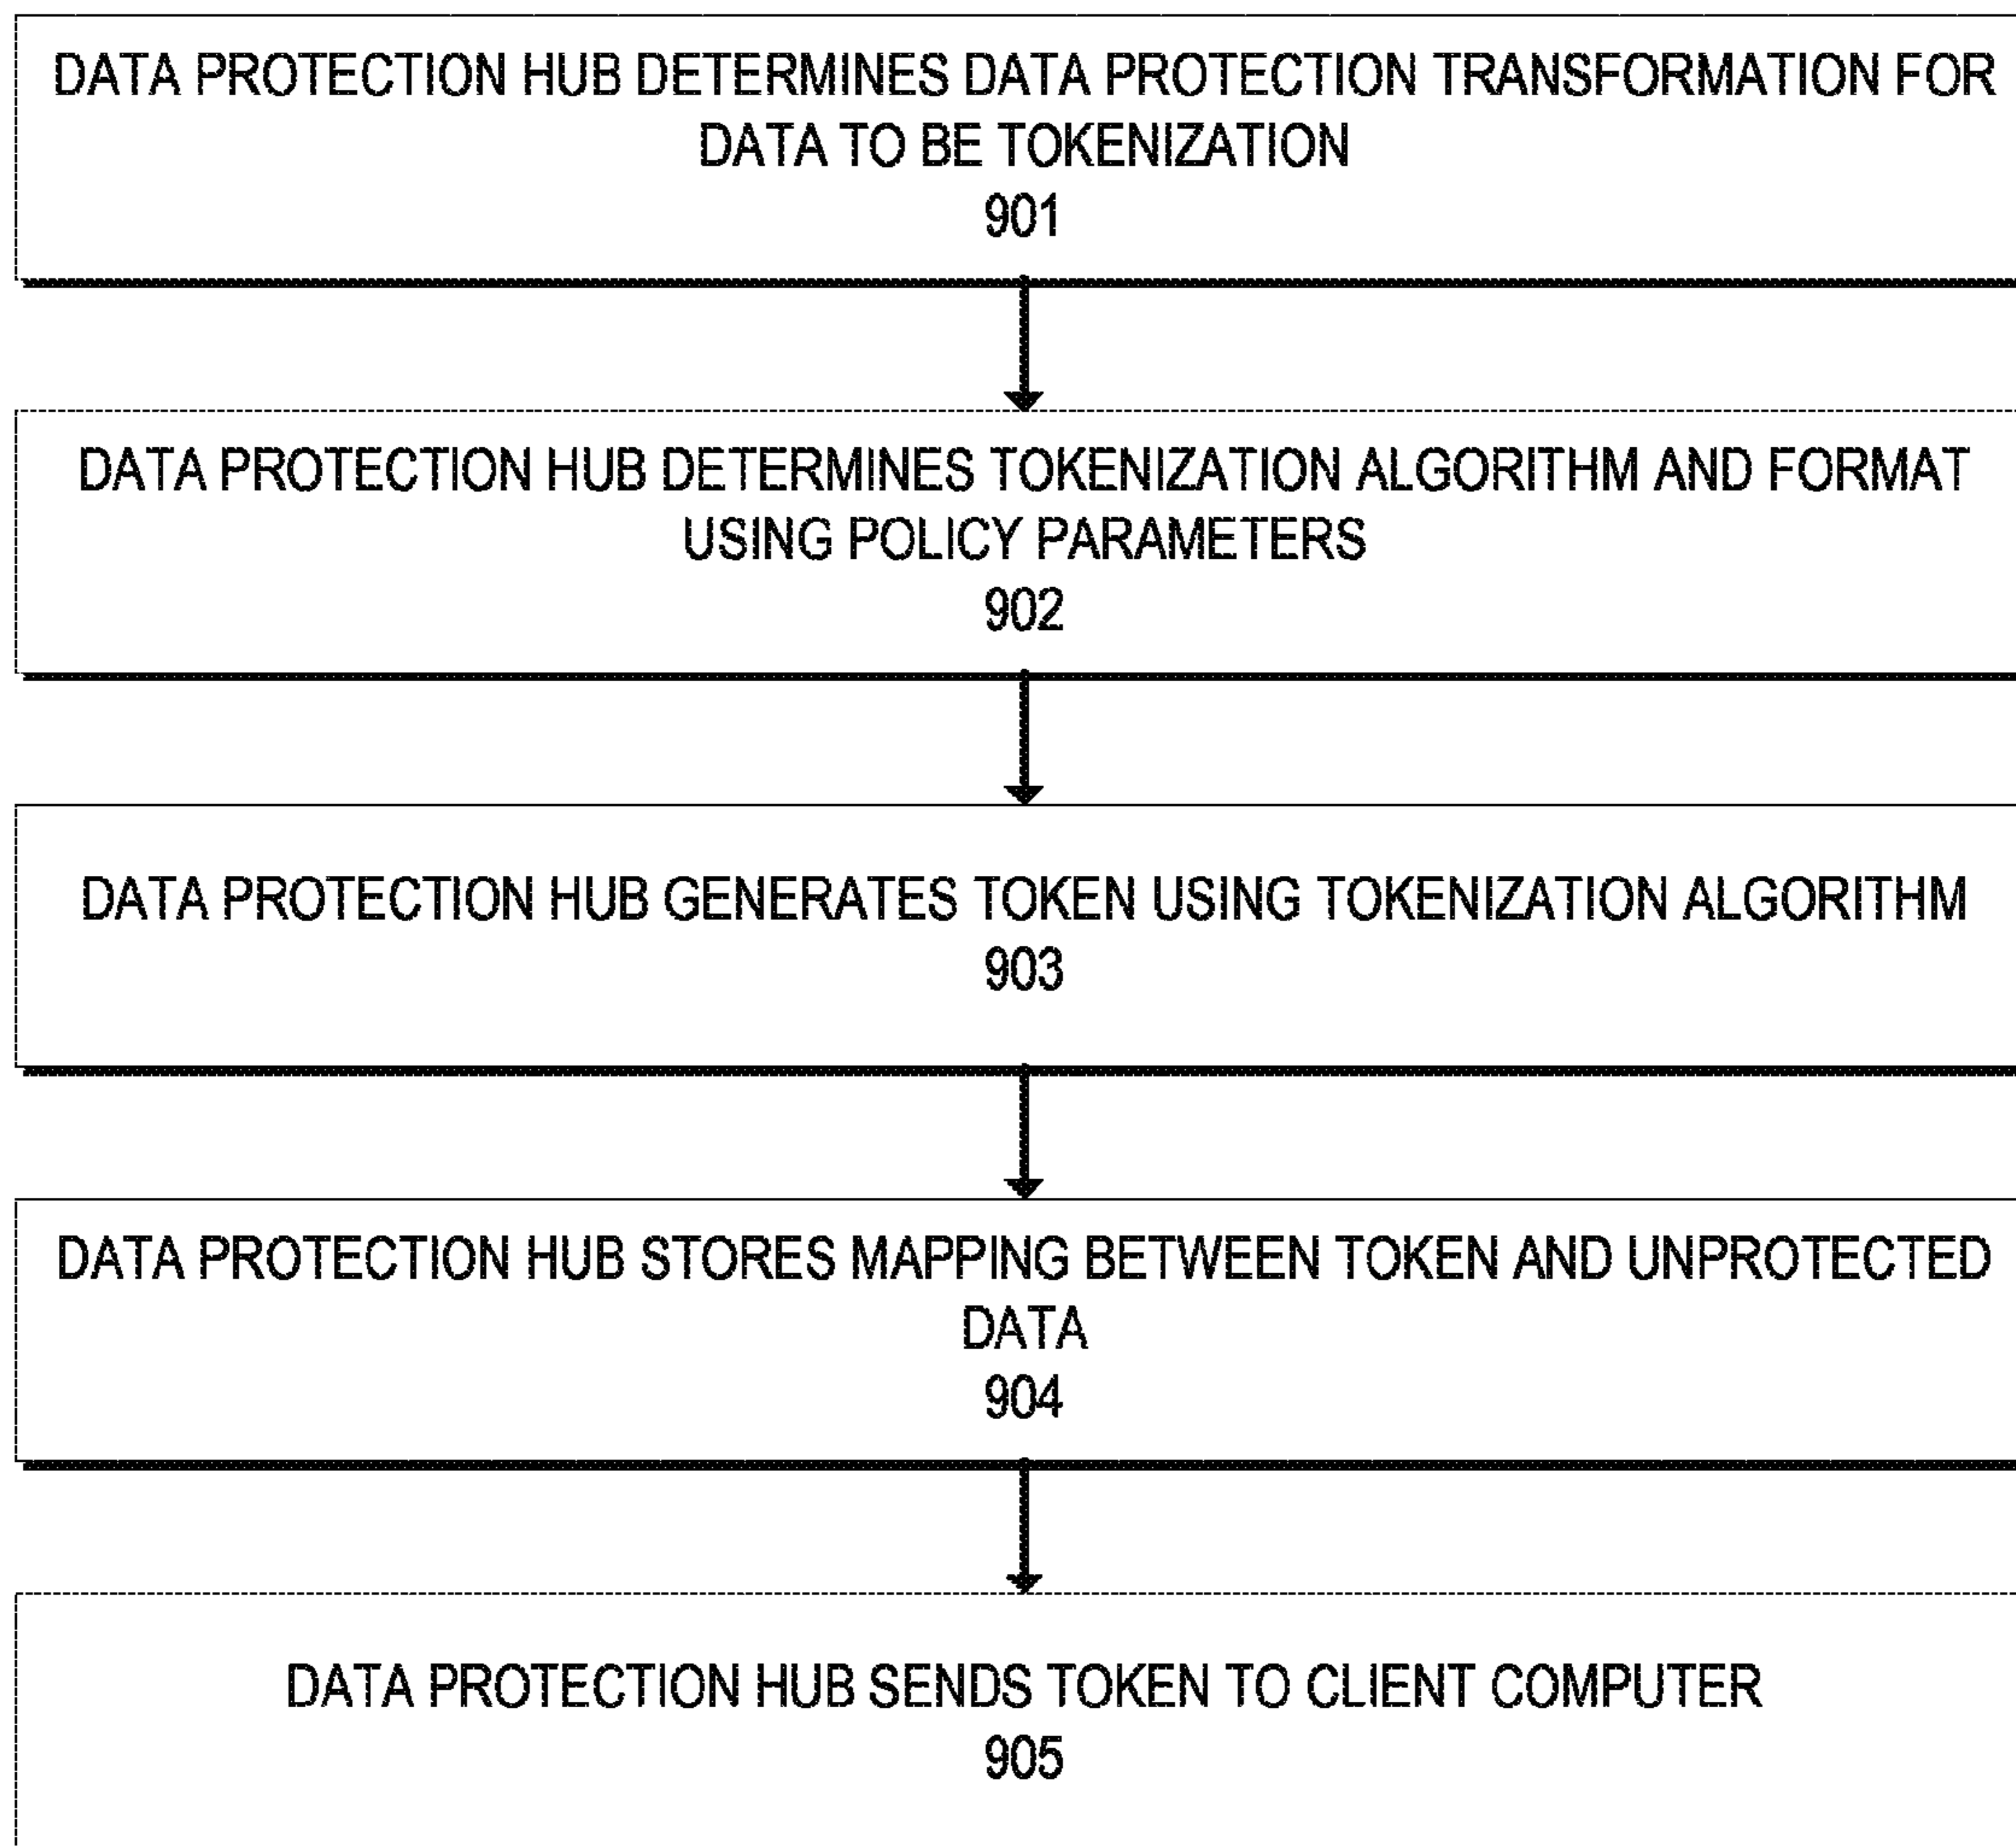 DATA PROTECTION HUB DETERMINES DATA PROTECTION TRANSFORMATION FOR
DATA TO BE TOKENIZATION
901
DATA PROTECTION HUB DETERMINES TOKENIZATION ALGORITHM AND FORMAT
USING POLICY PARAMETERS
902
DATA PROTECTION HUB GENERATES TOKEN USING TOKENIZATION ALGORITHM
903
DATA PROTECTION HUB STORES MAPPING BETWEEN TOKEN AND UNPROTECTED
DATA
904
DATA PROTECTION HUB SENDS TOKEN TO CLIENT COMPUTER
905